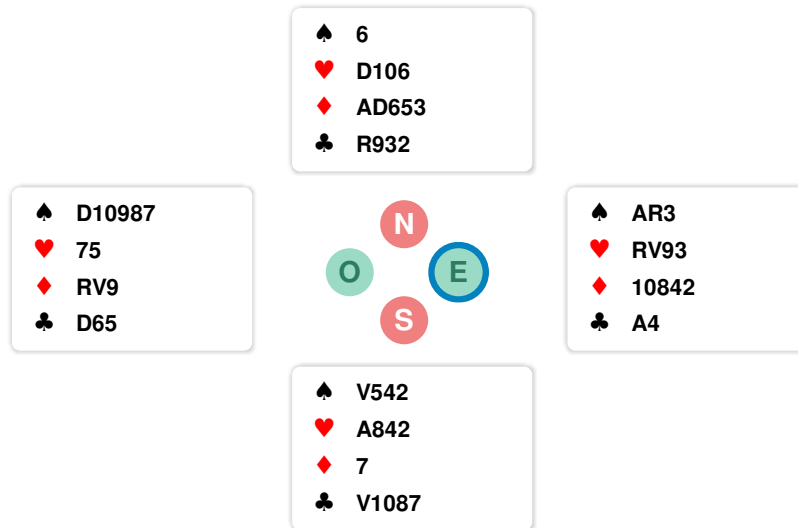 ♠ 6
♥ D106
♦ AD653
♣ R932
♠ D10987
♥ 75
♦ RV9
♣ D65
N
O E
S
♠ AR3
♥ RV93
♦ 10842
♣ A4
♠ V542
♥ A842
♦ 7
♣ V1087